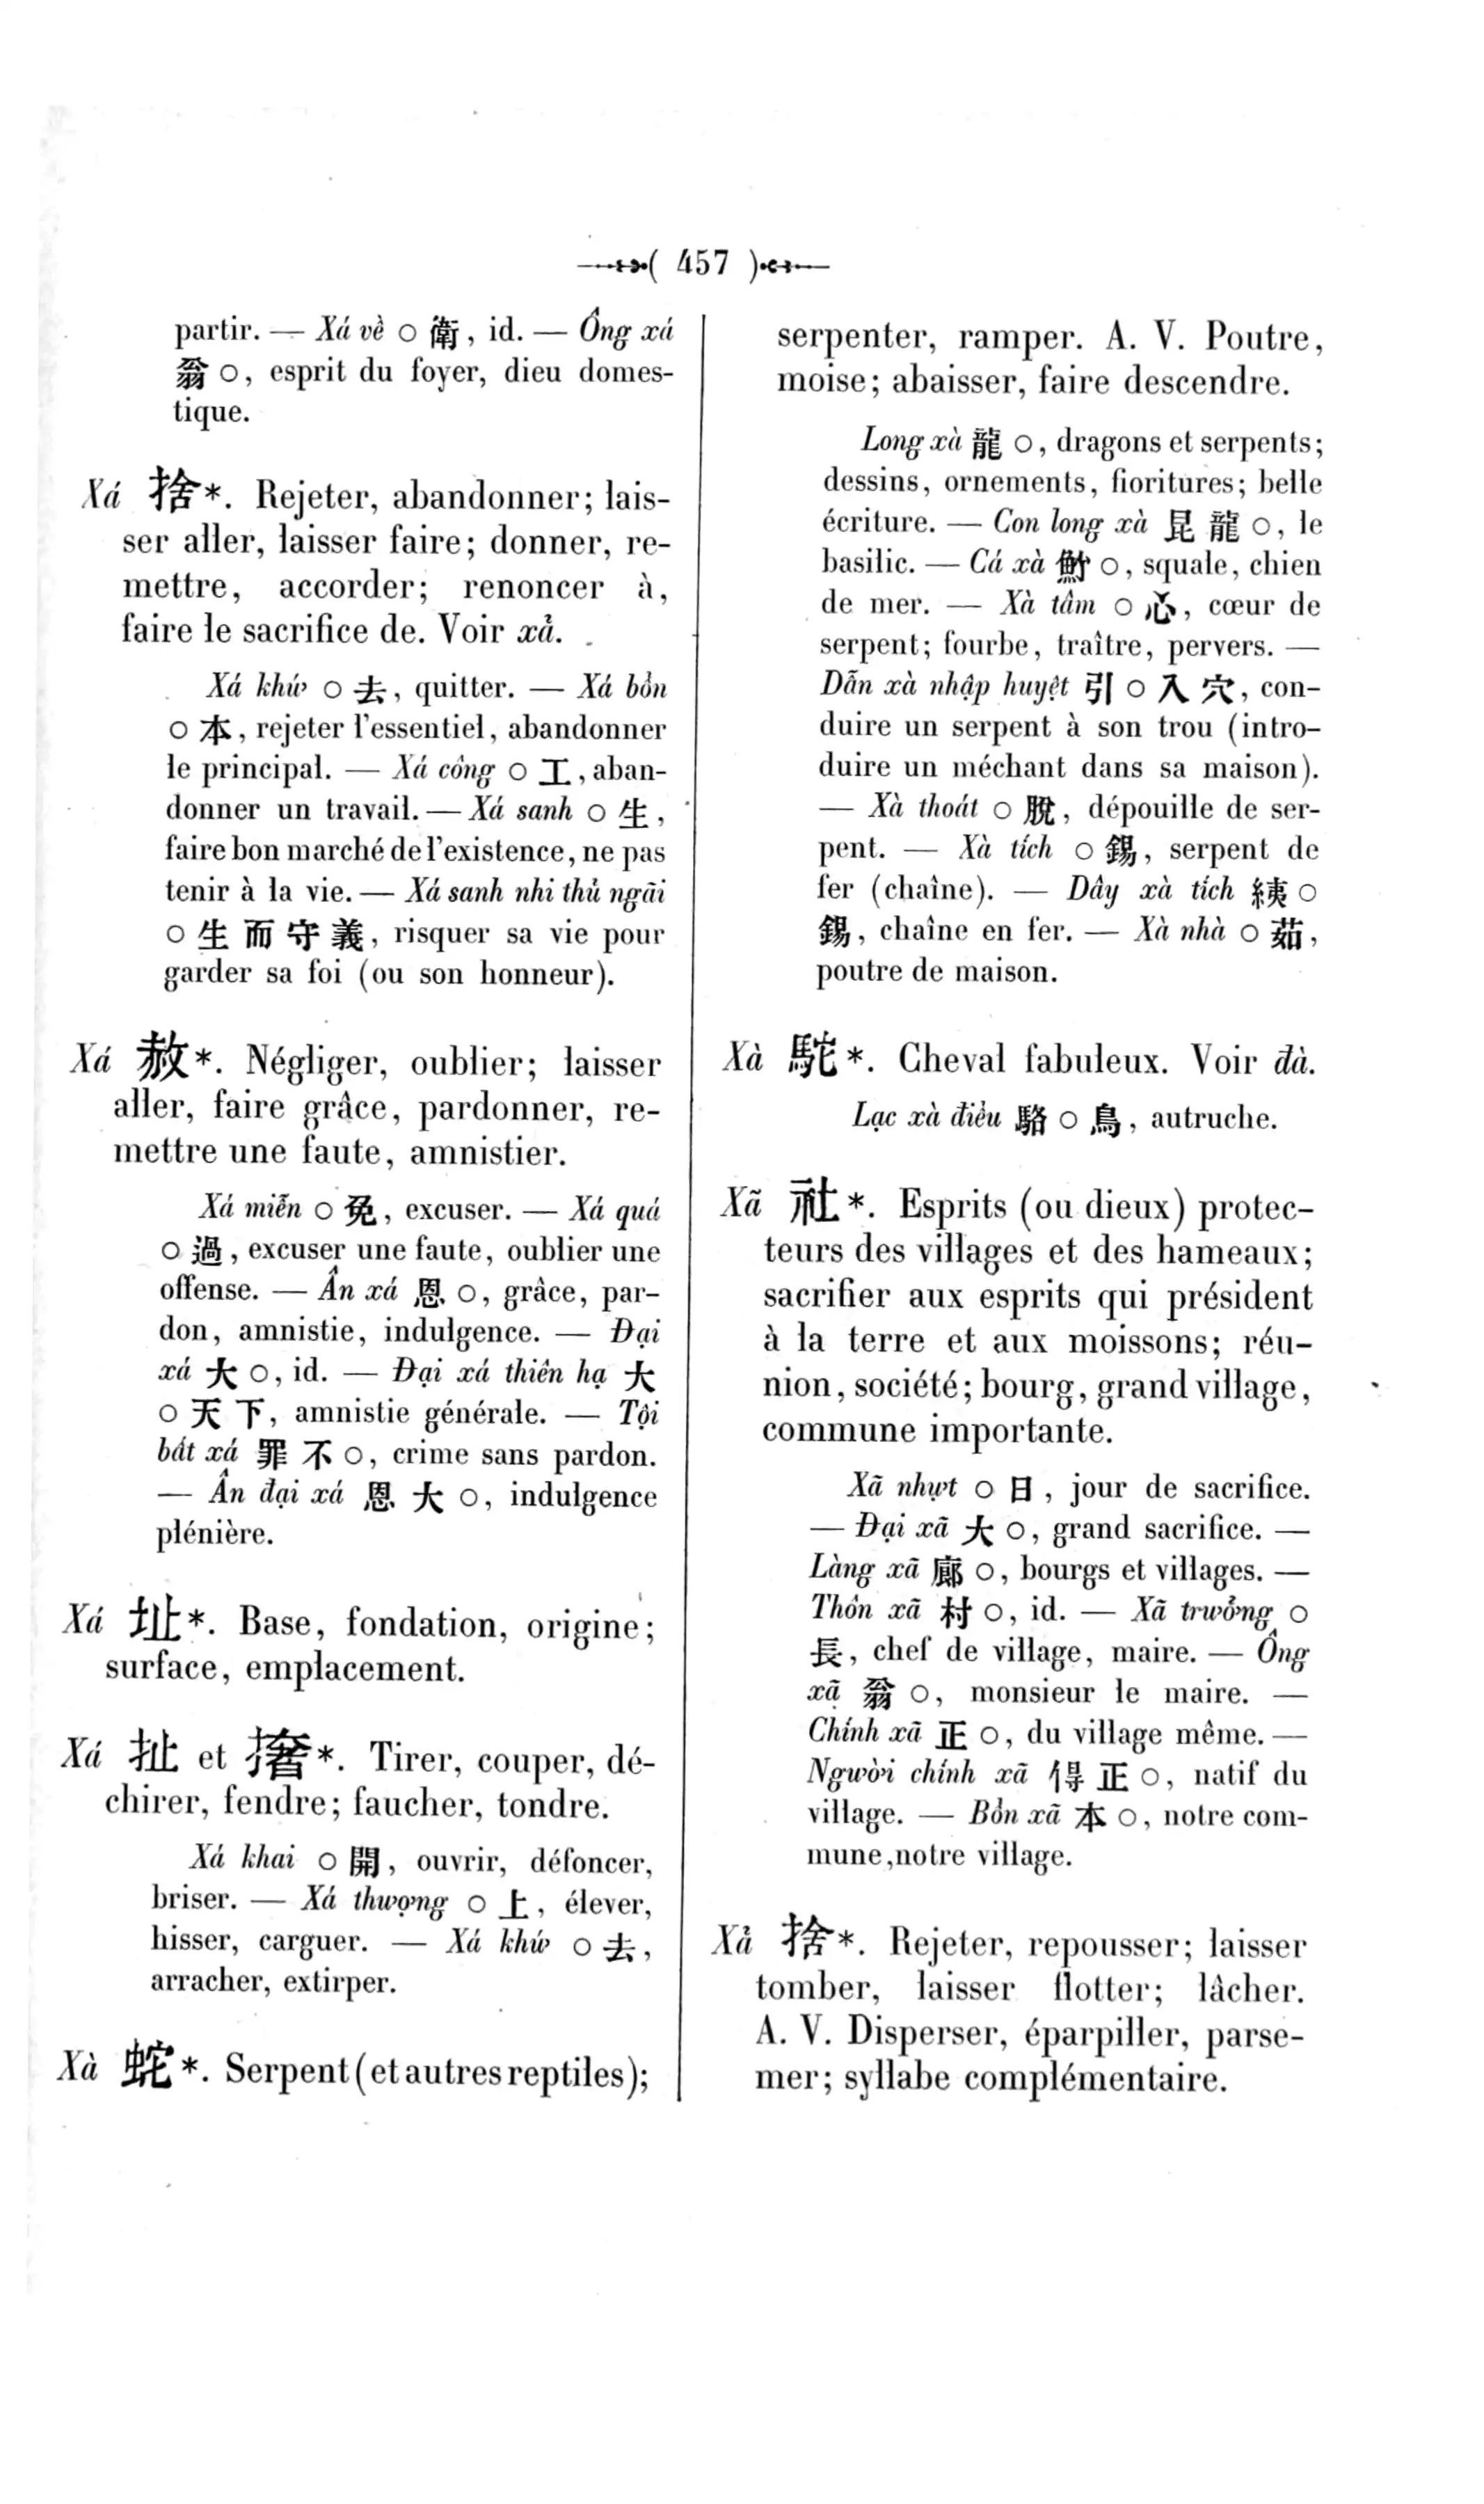 ( 457 )
partir. — Xá về ○ 衛, id. — Ông xá
翁 ○, esprit du foyer, dieu domes-
tique.
Xá 捨*. Rejeter, abandonner; lais-
ser aller, laisser faire; donner, re-
mettre, accorder; renoncer à,
faire le sacrifice de. Voir xả.
Xá khứ ○ 去, quitter. — Xá bổn
○ 本, rejeter l'essentiel, abandonner
le principal. — Xá công ○ 工, aban-
donner un travail. — Xá sanh ○ 生,
faire bon marché de l'existence, ne pas
tenir à la vie. — Xá sanh nhi thủ ngãi
○ 生 而 守 義, risquer sa vie pour
garder sa foi (ou son honneur).
Xá 赦*. Négliger, oublier; laisser
aller, faire grâce, pardonner, re-
mettre une faute, amnistier.
Xá miễn ○ 免, excuser. — Xá quá
○ 過, excuser une faute, oublier une
offense. — Ân xá 恩 ○, grâce, par-
don, amnistie, indulgence. — Đại
xá 大 ○, id. — Đại xá thiên hạ 大
○ 天 下, amnistie générale. — Tội
bất xá 罪 不 ○, crime sans pardon.
— Ân đại xá 恩 大 ○, indulgence
plénière.
Xá 址*. Base, fondation, origine;
surface, emplacement.
Xá 扯 et 撦*. Tirer, couper, dé-
chirer, fendre; faucher, tondre.
Xá khai ○ 開, ouvrir, défoncer,
briser. — Xá thượng ○ 上, élever,
hisser, carguer. — Xá khứ ○ 去,
arracher, extirper.
Xà 蛇*. Serpent (et autres reptiles);
serpenter, ramper. A. V. Poutre,
moise; abaisser, faire descendre.
Long xà 龍 ○, dragons et serpents;
dessins, ornements, fioritures; belle
écriture. — Con long xà 昆 龍 ○, le
basilic. — Cá xà ○, squale, chien
de mer. — Xà tâm ○ 心, cœur de
serpent; fourbe, traître, pervers. —
Dẫn xà nhập huyệt 引 ○ 入 穴, con-
duire un serpent à son trou (intro-
duire un méchant dans sa maison).
— Xà thoát ○ 脫, dépouille de ser-
pent. — Xà tích ○ 錫, serpent de
fer (chaîne). — Dây xà tích ○
錫, chaîne en fer. — Xà nhà ○ 茹,
poutre de maison.
Xà 駝*. Cheval fabuleux. Voir đà.
Lạc xà điểu 駱 ○ 鳥, autruche.
Xã 社*. Esprits (ou dieux) protec-
teurs des villages et des hameaux;
sacrifier aux esprits qui président
à la terre et aux moissons; réu-
nion, société; bourg, grand village,
commune importante.
Xã nhựt ○ 日, jour de sacrifice.
— Đại xã 大 ○, grand sacrifice. —
Làng xã 廊 ○, bourgs et villages. —
Thôn xã 村 ○, id. — Xã trưởng ○
長, chef de village, maire. — Ông
xã 翁 ○, monsieur le maire. —
Chính xã 正 ○, du village même. —
Người chính xã 正 ○, natif du
village. — Bổn xã 本 ○, notre com-
mune, notre village.
Xả 捨*. Rejeter, repousser; laisser
tomber, laisser flotter; lâcher.
A. V. Disperser, éparpiller, parse-
mer; syllabe complémentaire.